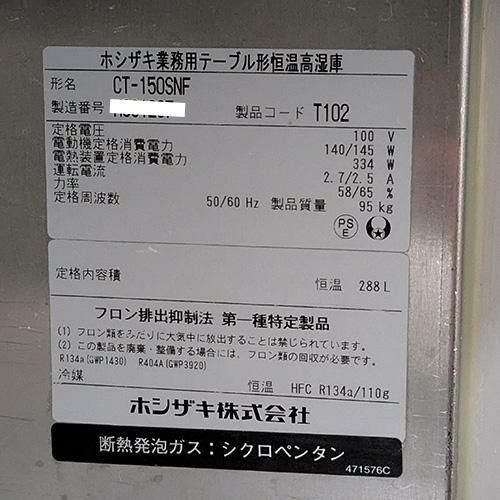 ホシザキ業務用テーブル形恒温高湿庫
形名 CT-150SNF
製造番号
製品コード T102
定格電圧 100 V
電動機定格消費電力 140/145 W
電熱装置定格消費電力 334 W
運転電流 2.7/2.5 A
力率 58/65 %
定格周波数 50/60 Hz 製品質量 95 kg
PS
E
定格内容積 恒温 288 L
フロン排出抑制法 第一種特定製品
(1) フロン類をみだりに大気中に放出することは禁じられています。
(2) この製品を廃棄・整備する場合には、フロン類の回収が必要です。
R134a(GWP1430) R404A(GWP3920)
冷媒 恒温 HFC R134a/110g
ホシザキ株式会社
断熱発泡ガス：シクロペンタン
471576C